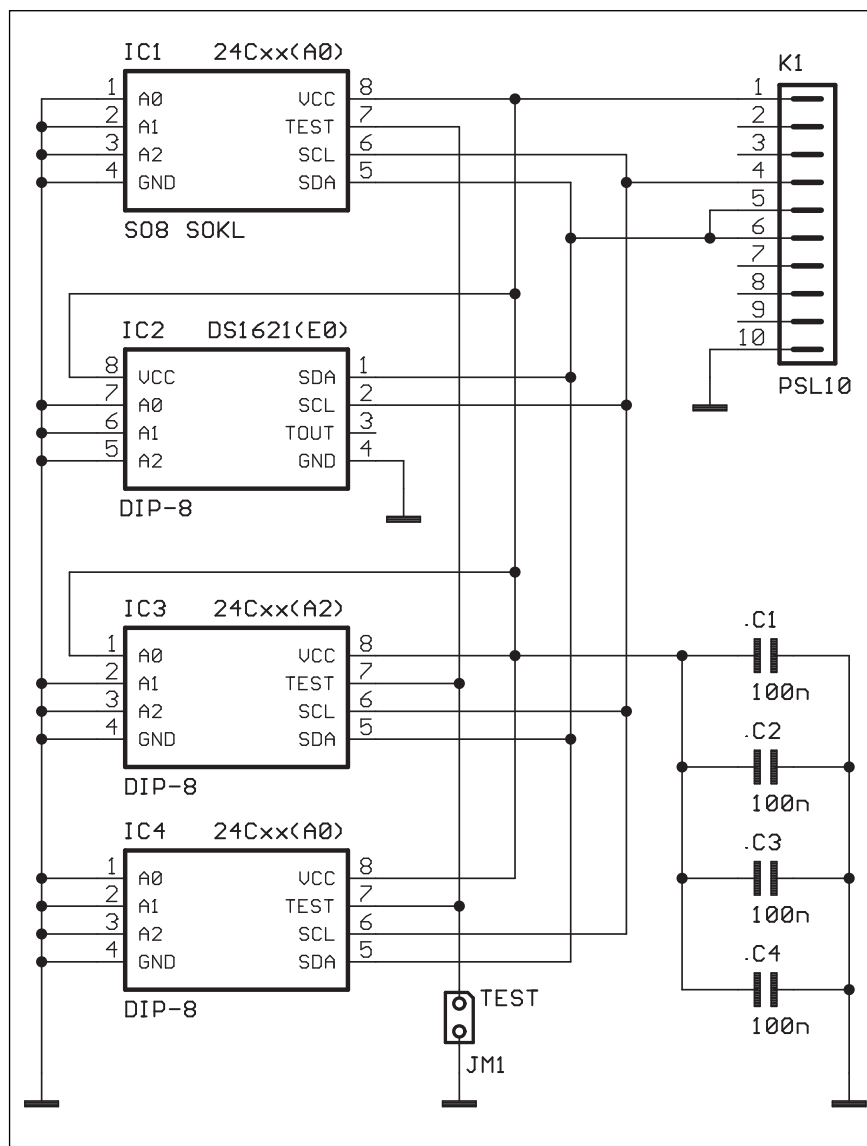 IC1 24Cxx(A0)
1 A0 VCC 8
2 A1 TEST 7
3 A2 SCL 6
4 GND SDA 5
SO8 SOKL
K1
1
2
3
4
5
6
7
8
9
10
PSL10
IC2 DS1621(E0)
8 VCC SDA 1
7 A0 SCL 2
6 A1 TOUT 3
5 A2 GND 4
DIP-8
IC3 24Cxx(A2)
1 A0 VCC 8
2 A1 TEST 7
3 A2 SCL 6
4 GND SDA 5
DIP-8
IC4 24Cxx(A0)
1 A0 VCC 8
2 A1 TEST 7
3 A2 SCL 6
4 GND SDA 5
DIP-8
.C1
100n
.C2
100n
.C3
100n
.C4
100n
TEST
JM1